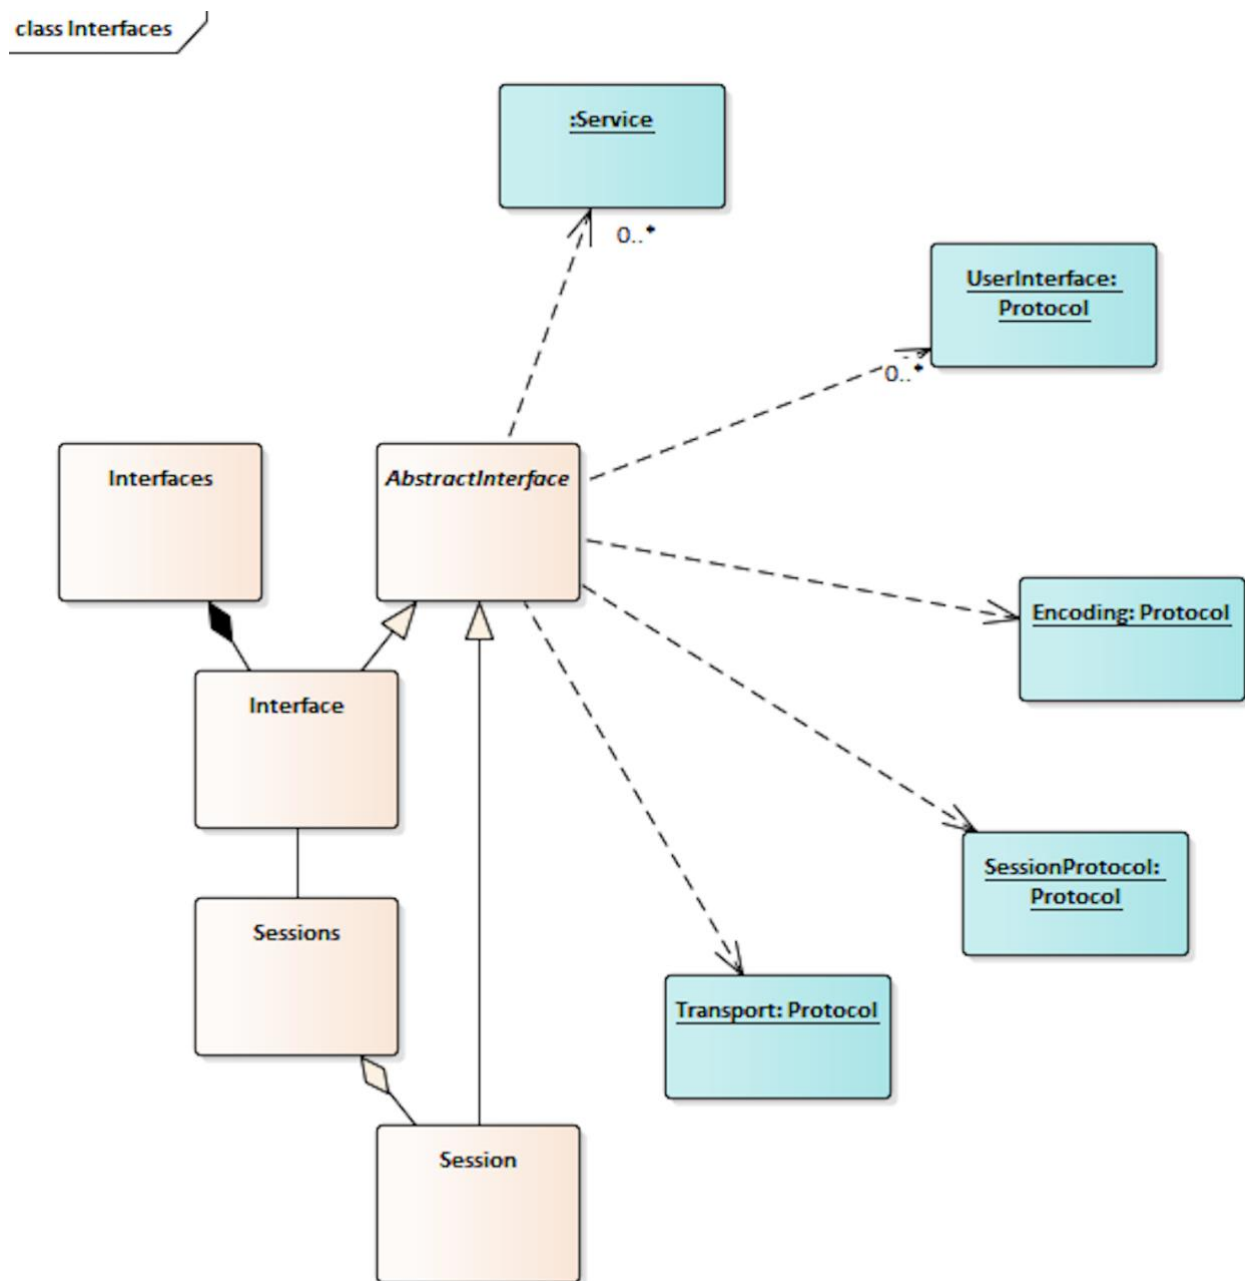 class Interfaces
:Service
0..*
UserInterface:
Protocol
0..*
Interfaces
AbstractInterface
Encoding: Protocol
Interface
SessionProtocol:
Protocol
Sessions
Transport: Protocol
Session